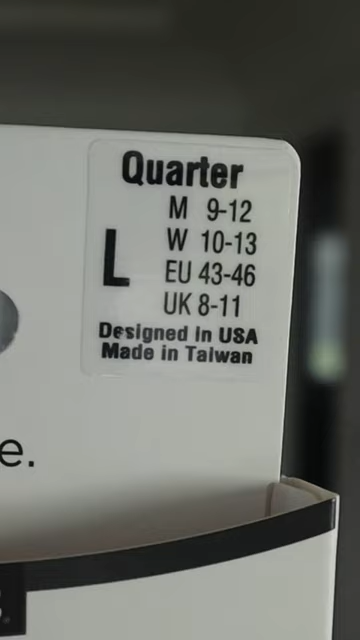 Quarter
M 9-12
W 10-13
L
EU 43-46
UK 8-11
Designed in USA
Made in Taiwan
e.